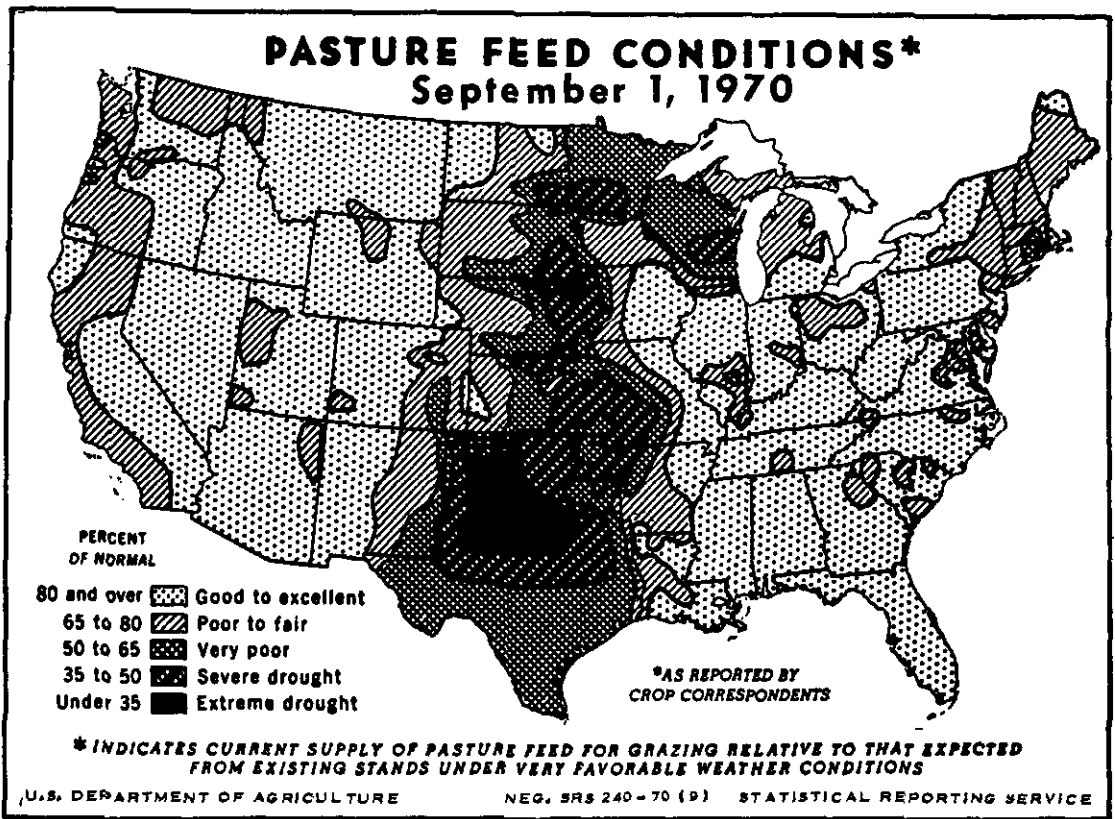 PASTURE FEED CONDITIONS*
September 1, 1970
PERCENT
OF NORMAL
80 and over Good to excellent
65 to 80 Poor to fair
50 to 65 Very poor
35 to 50 Severe drought
Under 35 Extreme drought
*AS REPORTED BY
CROP CORRESPONDENTS
* INDICATES CURRENT SUPPLY OF PASTURE FEED FOR GRAZING RELATIVE TO THAT EXPECTED
FROM EXISTING STANDS UNDER VERY FAVORABLE WEATHER CONDITIONS
U.S. DEPARTMENT OF AGRICULTURE NEG. SRS 240-70 (9) STATISTICAL REPORTING SERVICE